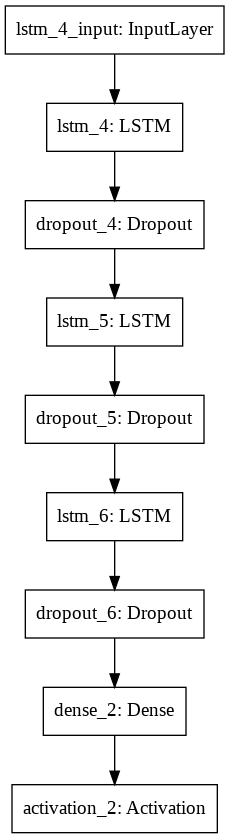 lstm_4_input: InputLayer
lstm_4: LSTM
dropout_4: Dropout
lstm_5: LSTM
dropout_5: Dropout
lstm_6: LSTM
dropout_6: Dropout
dense_2: Dense
activation_2: Activation